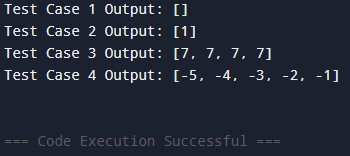 Test Case 1 Output: []
Test Case 2 Output: [1]
Test Case 3 Output: [7, 7, 7, 7]
Test Case 4 Output: [-5, -4, -3, -2, -1]
=== Code Execution Successful ===